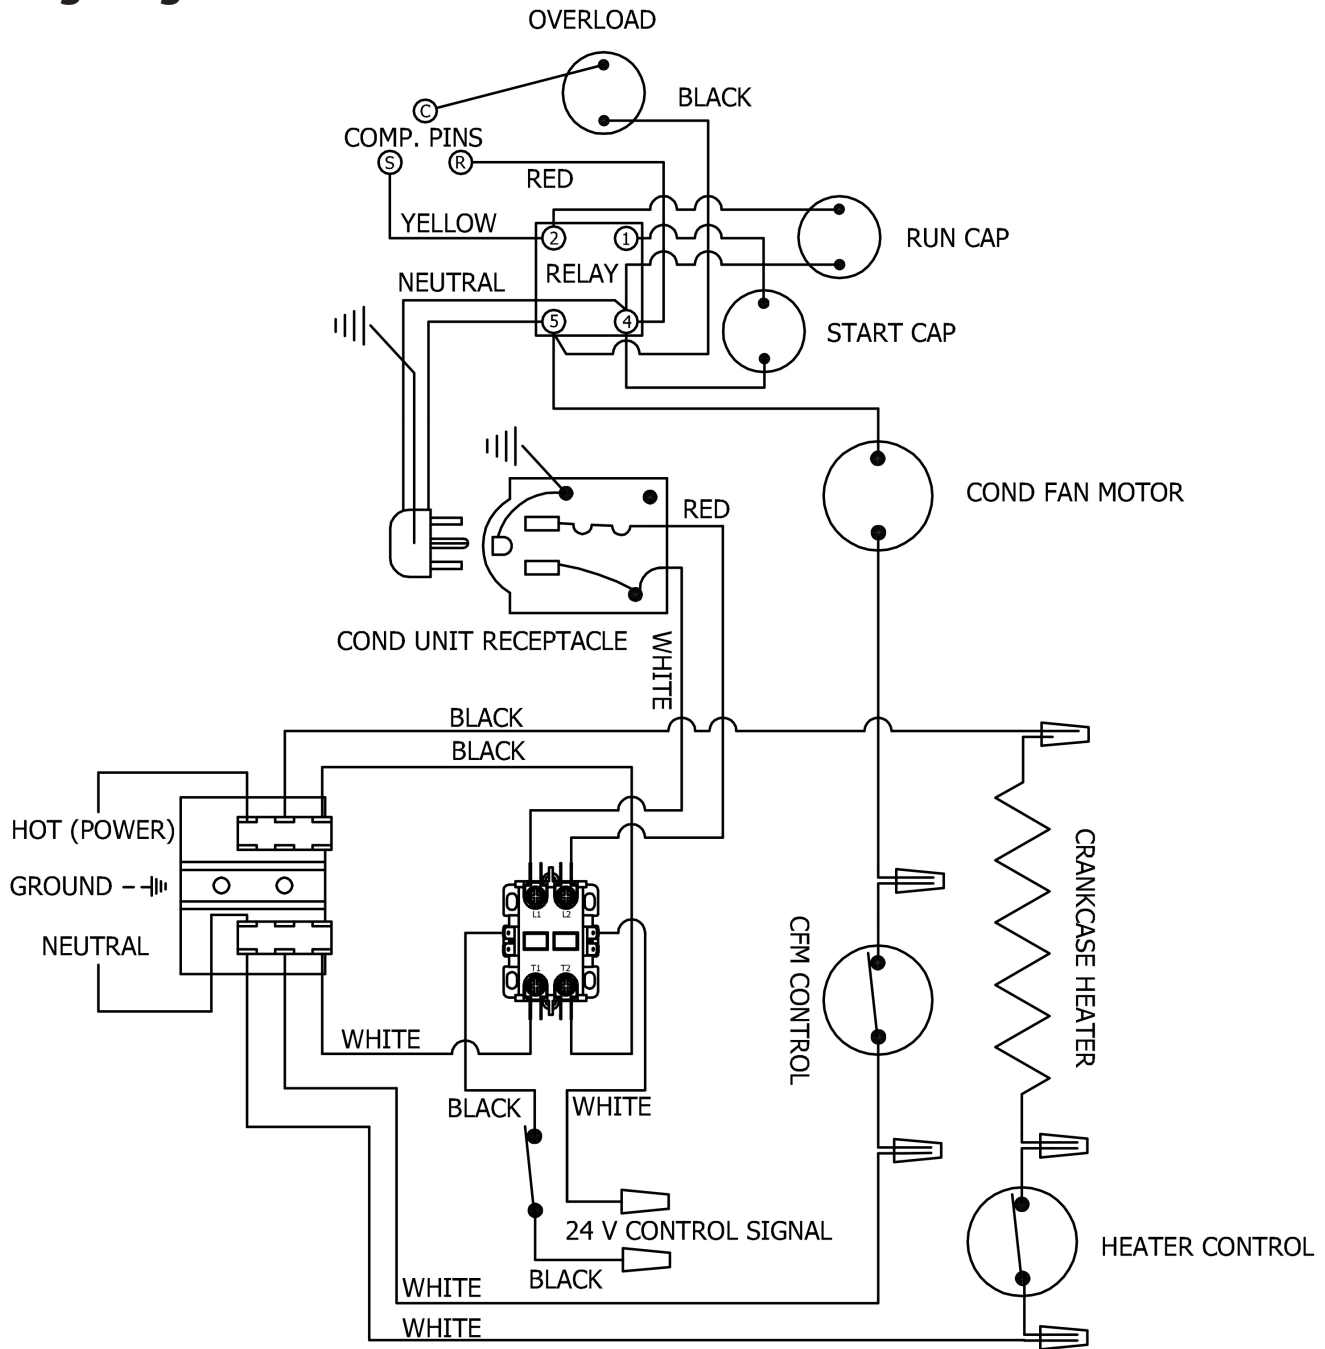 OVERLOAD
BLACK
C
COMP. PINS
S
R
RED
YELLOW
2
1
RUN CAP
RELAY
NEUTRAL
5
4
START CAP
COND FAN MOTOR
RED
COND UNIT RECEPTACLE
WHITE
BLACK
BLACK
HOT (POWER)
GROUND
NEUTRAL
L1
L2
T1
T2
CFM CONTROL
CRANKCASE HEATER
WHITE
BLACK
WHITE
24 V CONTROL SIGNAL
HEATER CONTROL
BLACK
WHITE
WHITE